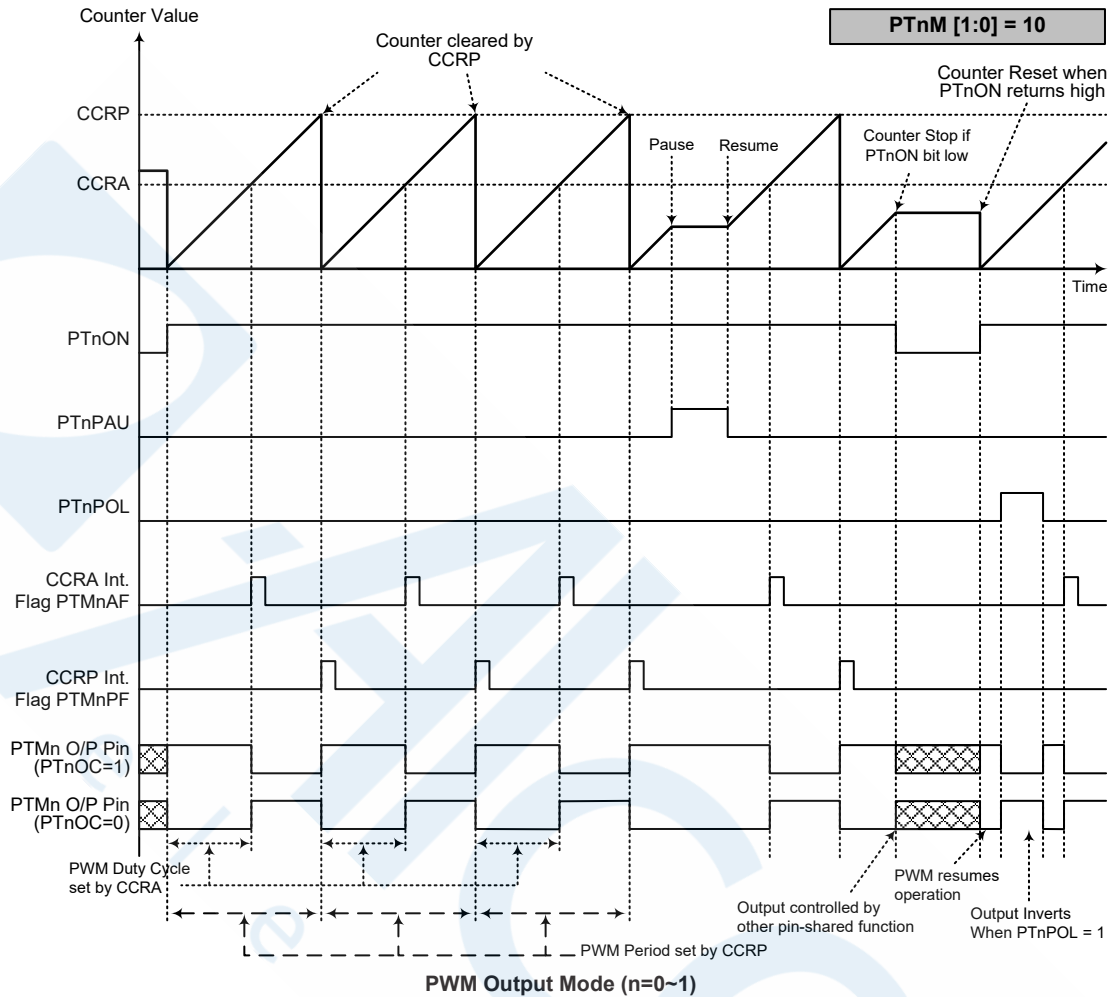 Counter Value
PTnM [1:0] = 10
Counter cleared by
CCRP
Counter Reset when
PTnON returns high
CCRP
Pause
Resume
Counter Stop if
PTnON bit low
CCRA
Time
PTnON
PTnPAU
PTnPOL
CCRA Int.
Flag PTMnAF
CCRP Int.
Flag PTMnPF
PTMn O/P Pin
(PTnOC=1)
PTMn O/P Pin
(PTnOC=0)
PWM Duty Cycle
set by CCRA
PWM resumes
operation
Output controlled by
other pin-shared function
Output Inverts
When PTnPOL = 1
PWM Period set by CCRP
PWM Output Mode (n=0~1)